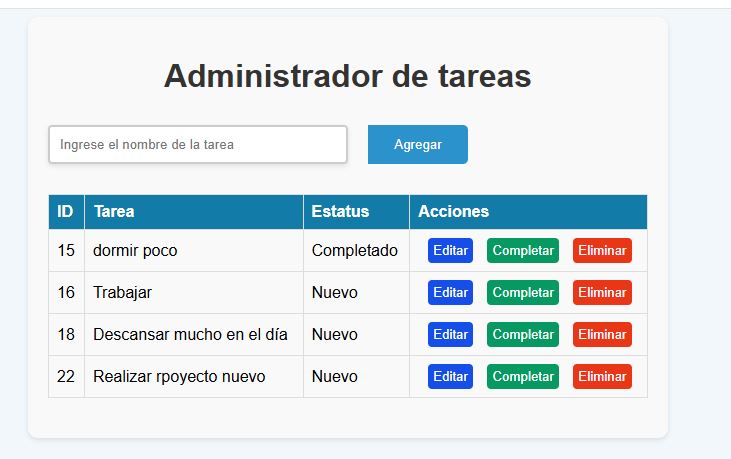 Administrador de tareas
Ingrese el nombre de la tarea Agregar
ID Tarea Estatus Acciones
15 dormir poco Completado Editar Completar Eliminar
16 Trabajar Nuevo Editar Completar Eliminar
18 Descansar mucho en el día Nuevo Editar Completar Eliminar
22 Realizar rpoyecto nuevo Nuevo Editar Completar Eliminar